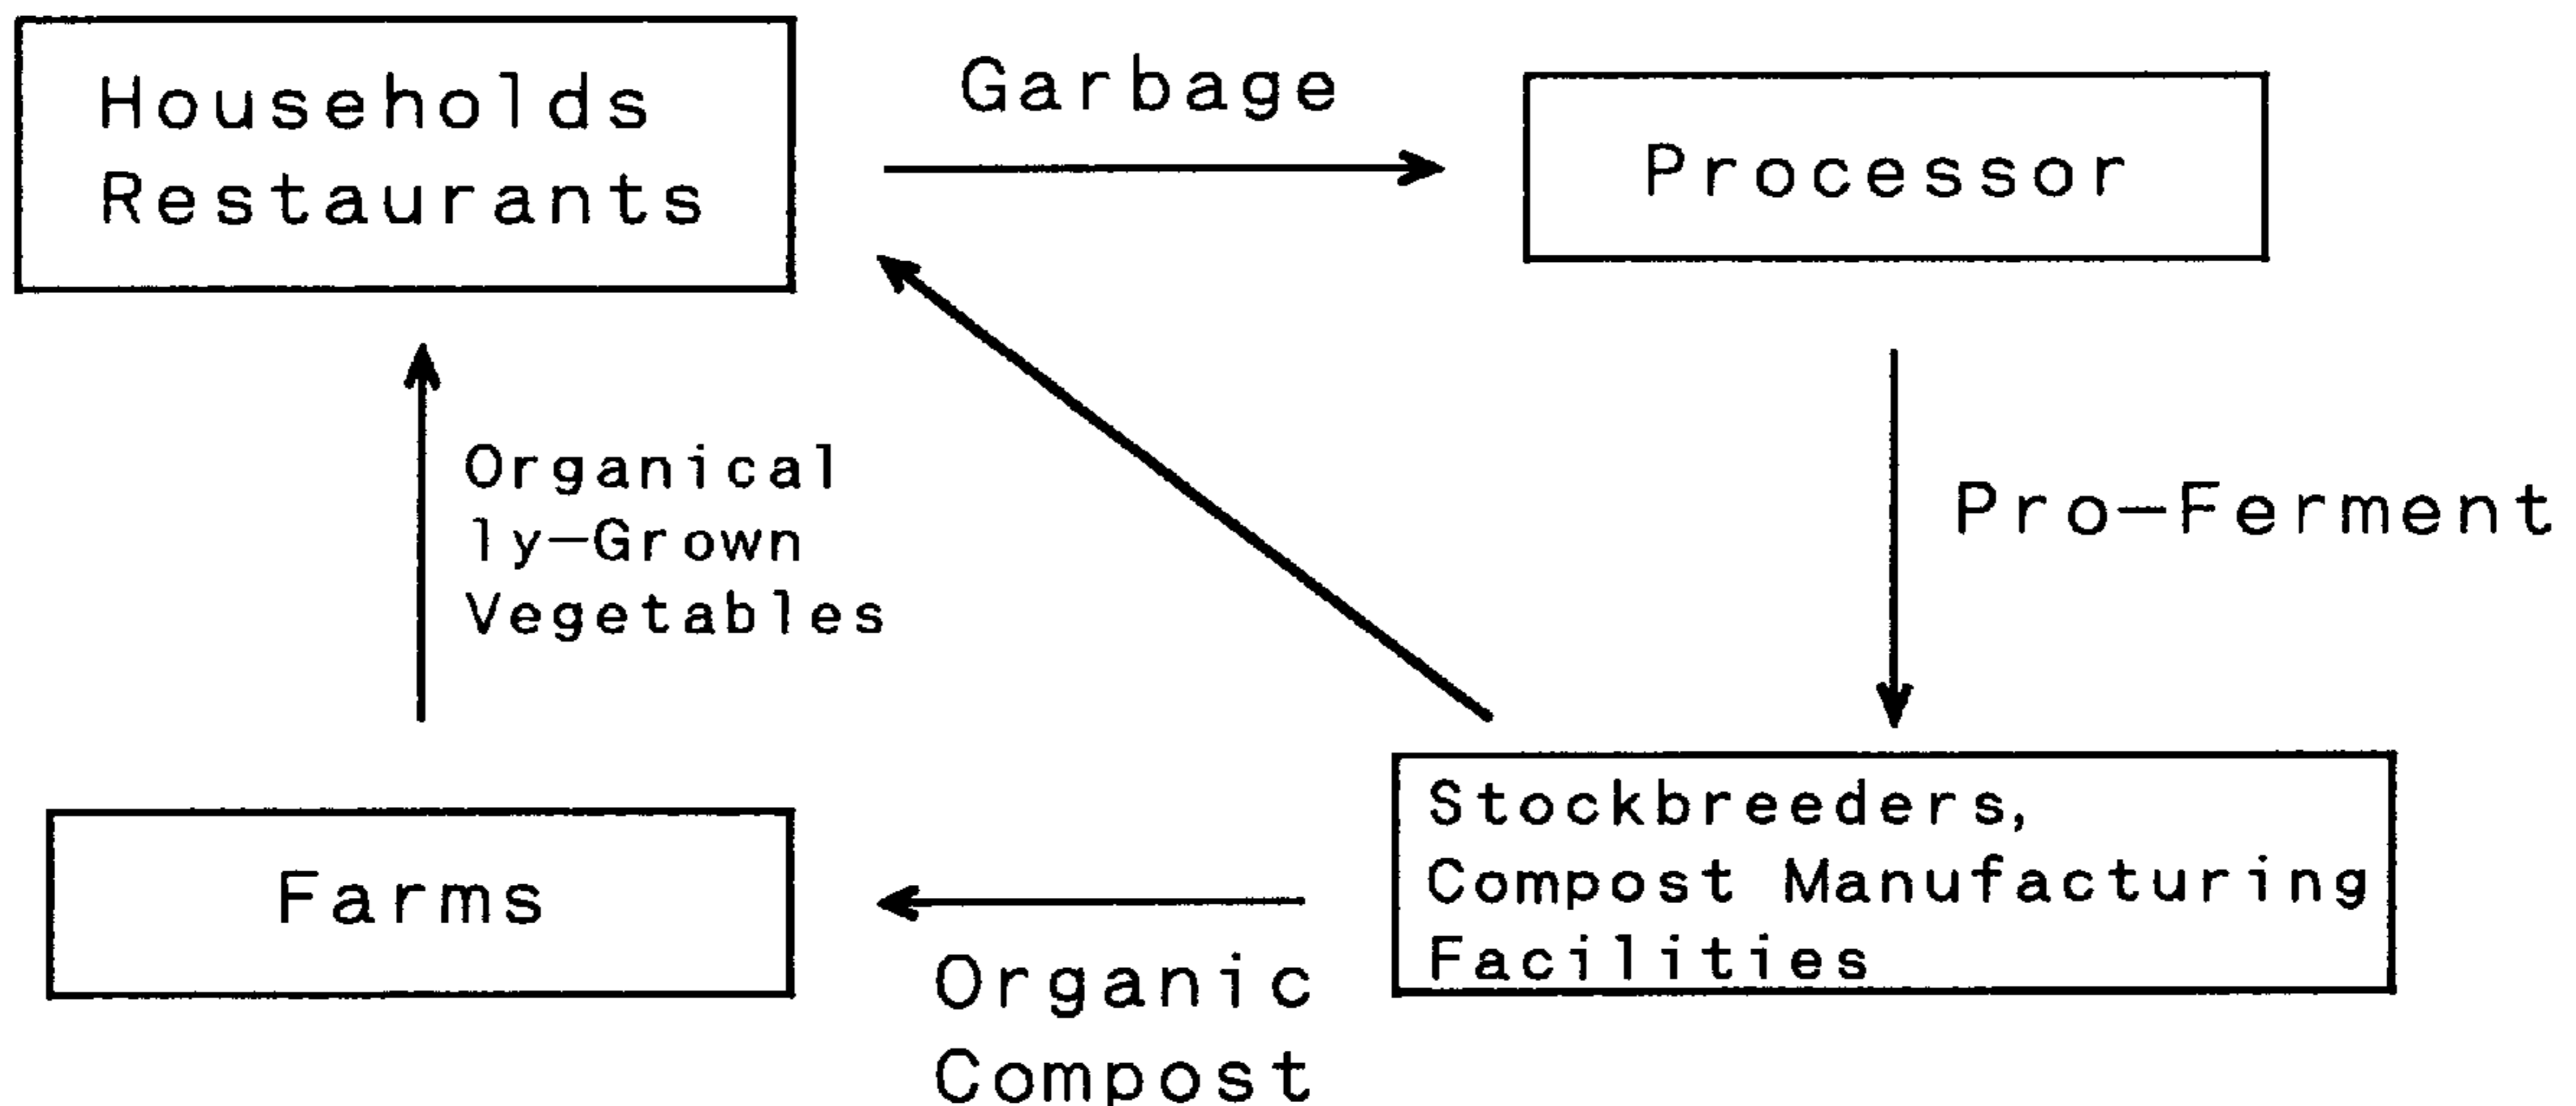 Households
Restaurants
Garbage
Processor
Organical
ly-Grown
Vegetables
Pro-Ferment
Farms
Organic
Compost
Stockbreeders,
Compost Manufacturing
Facilities